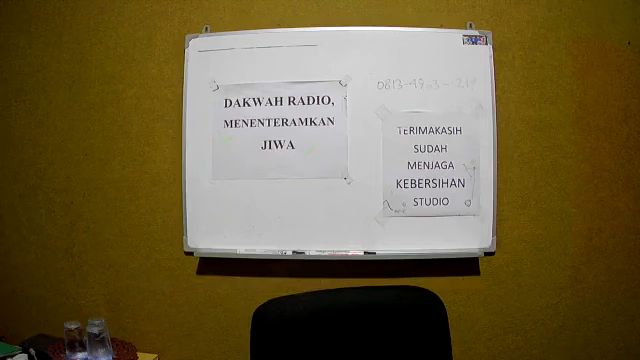 DAKWAH RADIO,
MENENTERAMKAN
JIWA
TERIMAKASIH
SUDAH
MENJAGA
KEBERSIHAN
STUDIO